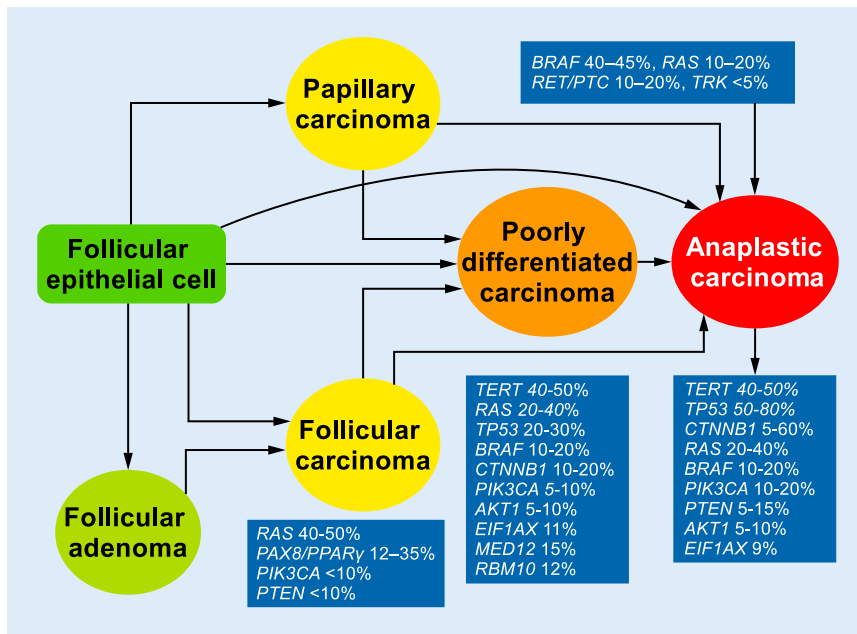 BRAF 40–45%, RAS 10–20%
RET/PTC 10–20%, TRK <5%
Papillary
carcinoma
Follicular
epithelial cell
Poorly
differentiated
carcinoma
Anaplastic
carcinoma
Follicular
carcinoma
Follicular
adenoma
RAS 40-50%
PAX8/PPARγ 12–35%
PIK3CA <10%
PTEN <10%
TERT 40-50%
RAS 20-40%
TP53 20-30%
BRAF 10-20%
CTNNB1 10-20%
PIK3CA 5-10%
AKT1 5-10%
EIF1AX 11%
MED12 15%
RBM10 12%
TERT 40-50%
TP53 50-80%
CTNNB1 5-60%
RAS 20-40%
BRAF 10-20%
PIK3CA 10-20%
PTEN 5-15%
AKT1 5-10%
EIF1AX 9%